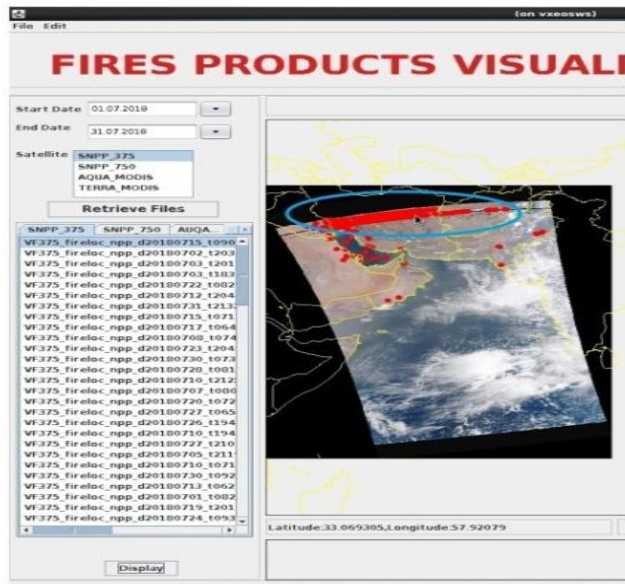 (on vxeosws)
File Edit
FIRES PRODUCTS VISUALI
Start Date 01.07.2018
End Date 31.07.2018
Satellite SNPP_375
SNPP_750
AQUA_MODIS
TERRA_MODIS
Retrieve Files
SNPP_375 SNPP_750 AUQA...
VF375_fireloc_npp_d20180715_t090
VF375_fireloc_npp_d20180702_t203
VF375_fireloc_npp_d20180703_t201
VF375_fireloc_npp_d20180703_t183
VF375_fireloc_npp_d20180722_t082
VF375_fireloc_npp_d20180712_t204
VF375_fireloc_npp_d20180731_t213
VF375_fireloc_npp_d20180715_t071
VF375_fireloc_npp_d20180717_t064
VF375_fireloc_npp_d20180708_t074
VF375_fireloc_npp_d20180723_t204
VF375_fireloc_npp_d20180730_t073
VF375_fireloc_npp_d20180728_t081
VF375_fireloc_npp_d20180710_t212
VF375_fireloc_npp_d20180707_t080
VF375_fireloc_npp_d20180720_t072
VF375_fireloc_npp_d20180727_t065
VF375_fireloc_npp_d20180726_t194
VF375_fireloc_npp_d20180710_t194
VF375_fireloc_npp_d20180727_t210
VF375_fireloc_npp_d20180705_t211
VF375_fireloc_npp_d20180710_t071
VF375_fireloc_npp_d20180730_t092
VF375_fireloc_npp_d20180713_t062
VF375_fireloc_npp_d20180701_t082
VF375_fireloc_npp_d20180719_t201
VF375_fireloc_npp_d20180724_t093
Latitude:33.069305,Longitude:57.92079
Display